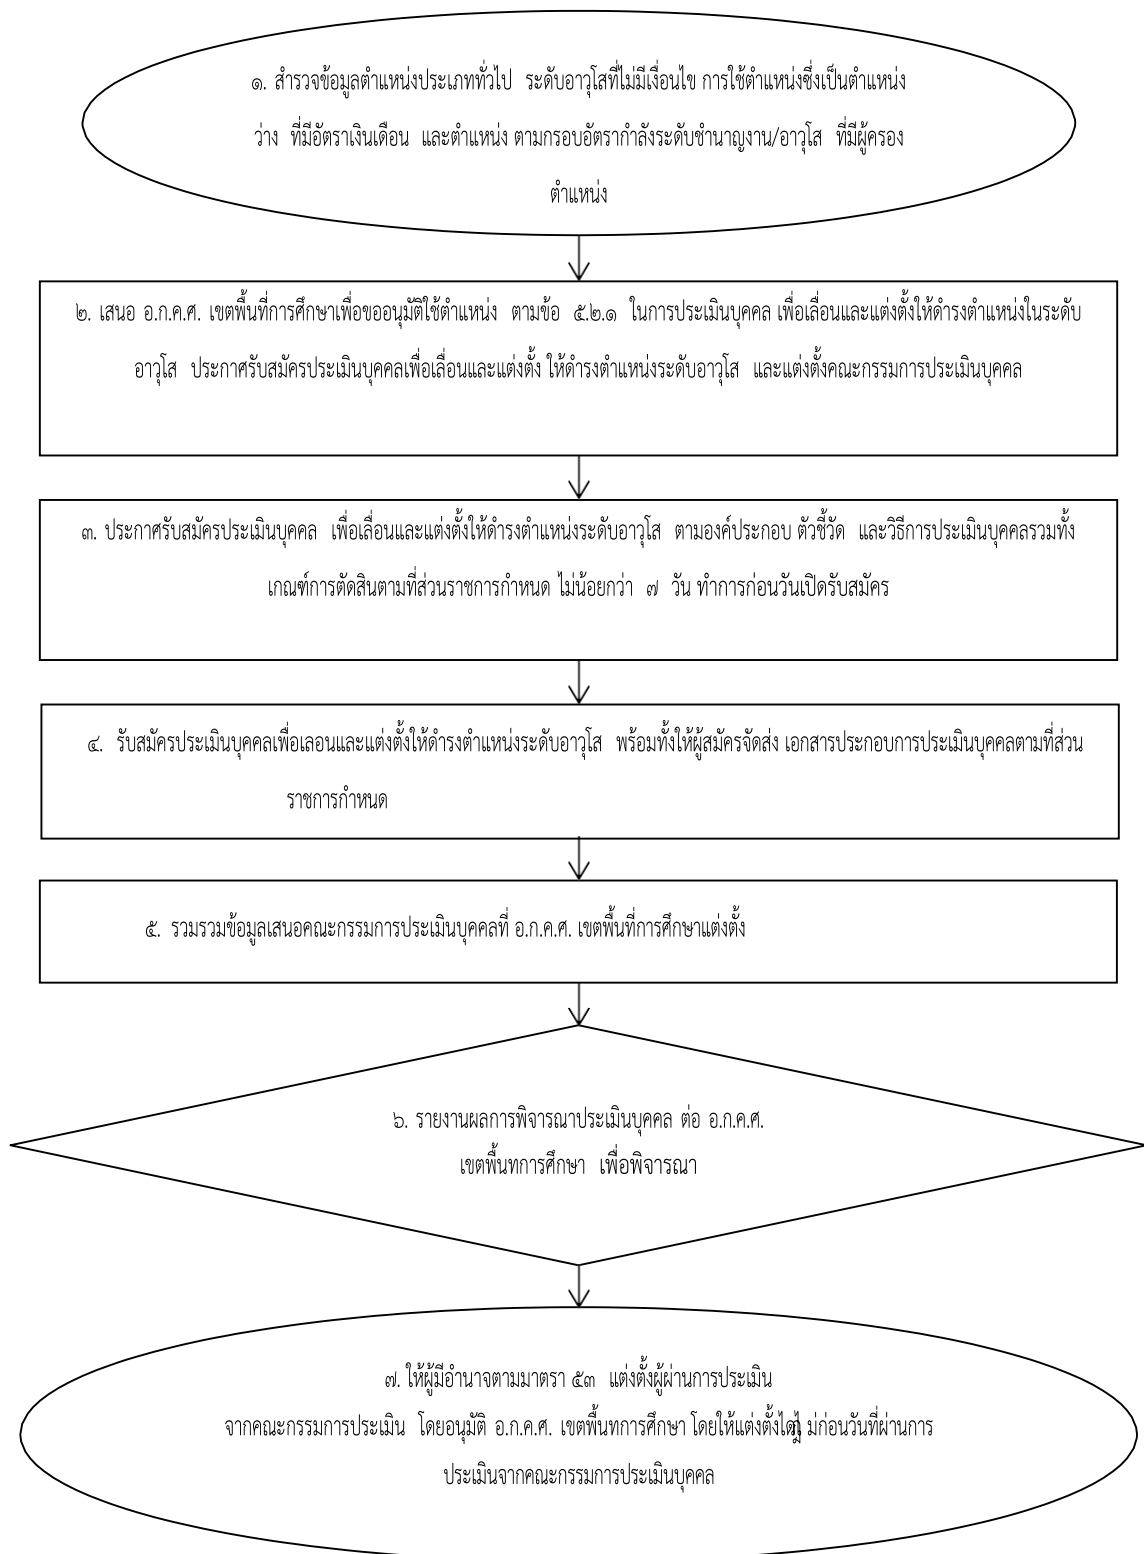 ๑. สำรวจข้อมูลตำแหน่งประเภททั่วไป ระดับอาวุโสที่ไม่มีเงื่อนไข การใช้ตำแหน่งซึ่งเป็นตำแหน่ง
ว่าง ที่มีอัตราเงินเดือน และตำแหน่ง ตามกรอบอัตรากำลังระดับชำนาญงาน/อาวุโส ที่มีผู้ครอง
ตำแหน่ง
๒. เสนอ อ.ก.ค.ศ. เขตพื้นที่การศึกษาเพื่อขออนุมัติใช้ตำแหน่ง ตามข้อ ๕.๒.๑ ในการประเมินบุคคล เพื่อเลื่อนและแต่งตั้งให้ดำรงตำแหน่งในระดับ
อาวุโส ประกาศรับสมัครประเมินบุคคลเพื่อเลื่อนและแต่งตั้ง ให้ดำรงตำแหน่งระดับอาวุโส และแต่งตั้งคณะกรรมการประเมินบุคคล
๓. ประกาศรับสมัครประเมินบุคคล เพื่อเลื่อนและแต่งตั้งให้ดำรงตำแหน่งระดับอาวุโส ตามองค์ประกอบ ตัวชี้วัด และวิธีการประเมินบุคคลรวมทั้ง
เกณฑ์การตัดสินตามที่ส่วนราชการกำหนด ไม่น้อยกว่า ๗ วัน ทำการก่อนวันเปิดรับสมัคร
๔. รับสมัครประเมินบุคคลเพื่อเลอนและแต่งตั้งให้ดำรงตำแหน่งระดับอาวุโส พร้อมทั้งให้ผู้สมัครจัดส่ง เอกสารประกอบการประเมินบุคคลตามที่ส่วน
ราชการกำหนด
๕. รวมรวมข้อมูลเสนอคณะกรรมการประเมินบุคคลที่ อ.ก.ค.ศ. เขตพื้นที่การศึกษาแต่งตั้ง
๖. รายงานผลการพิจารณาประเมินบุคคล ต่อ อ.ก.ค.ศ.
เขตพื้นทการศึกษา เพื่อพิจารณา
๗. ให้ผู้มีอำนาจตามมาตรา ๕๓ แต่งตั้งผู้ผ่านการประเมิน
จากคณะกรรมการประเมิน โดยอนุมัติ อ.ก.ค.ศ. เขตพื้นทการศึกษา โดยให้แต่งตั้ง ม่ก่อนวันที่ผ่านการ
ประเมินจากคณะกรรมการประเมินบุคคล